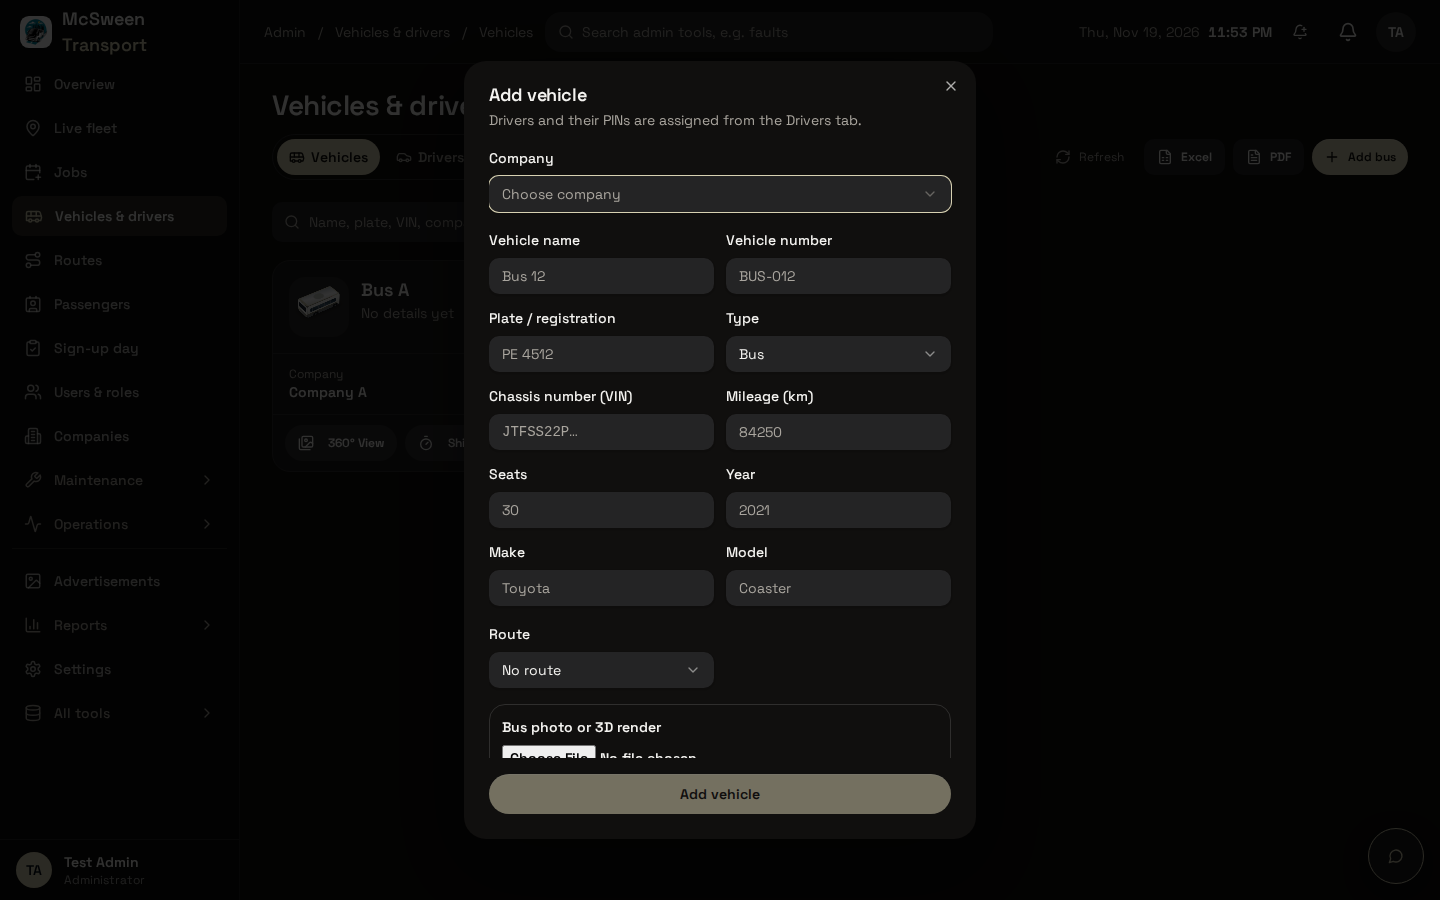 McSween
Transport
Admin / Vehicles & drivers / Vehicles
Search admin tools, e.g. faults
Thu, Nov 19, 2026 11:53 PM
TA
Overview
Live fleet
Jobs
Vehicles & drivers
Routes
Passengers
Sign-up day
Users & roles
Companies
Maintenance
Operations
Advertisements
Reports
Settings
All tools
TA
Test Admin
Administrator
Vehicles & drive
Vehicles
Drivers
Refresh
Excel
PDF
Add bus
Name, plate, VIN, comp
Bus A
No details yet
Company
Company A
360° View
Shi
Add vehicle
Drivers and their PINs are assigned from the Drivers tab.
Company
Choose company
Vehicle name Vehicle number
Bus 12 BUS-012
Plate / registration Type
PE 4512 Bus
Chassis number (VIN) Mileage (km)
JTFSS22P… 84250
Seats Year
30 2021
Make Model
Toyota Coaster
Route
No route
Bus photo or 3D render
Choose File No file chosen
Add vehicle